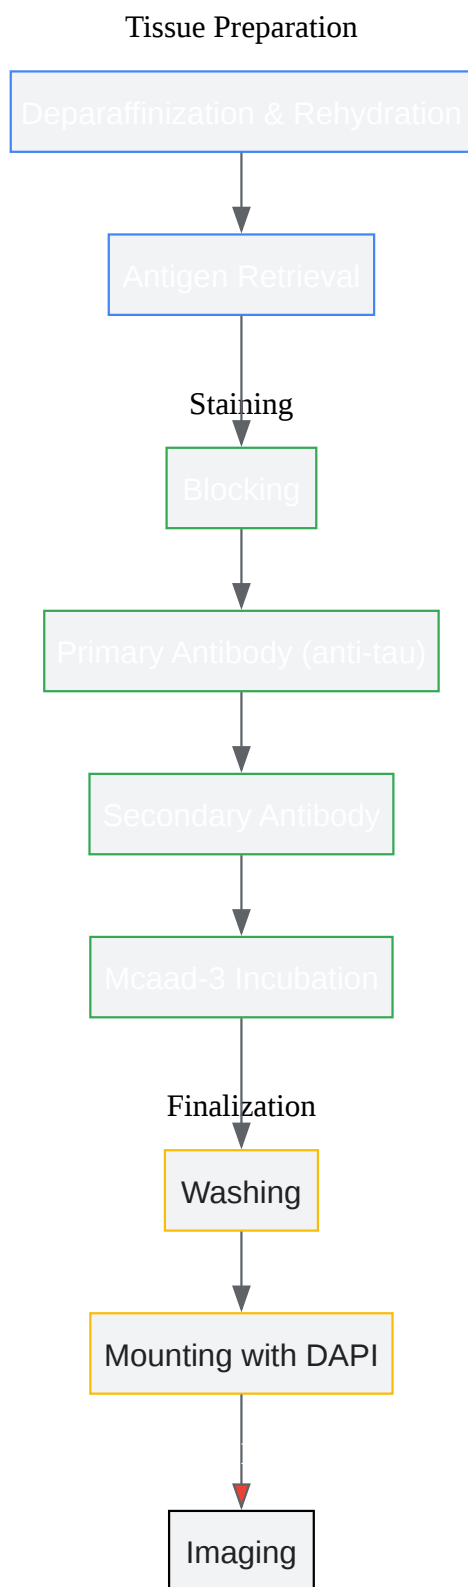 Tissue Preparation
Deparaffinization & Rehydration
Antigen Retrieval
Staining
Blocking
Primary Antibody (anti-tau)
Secondary Antibody
Mcaad-3 Incubation
Finalization
Washing
Mounting with DAPI
Imaging